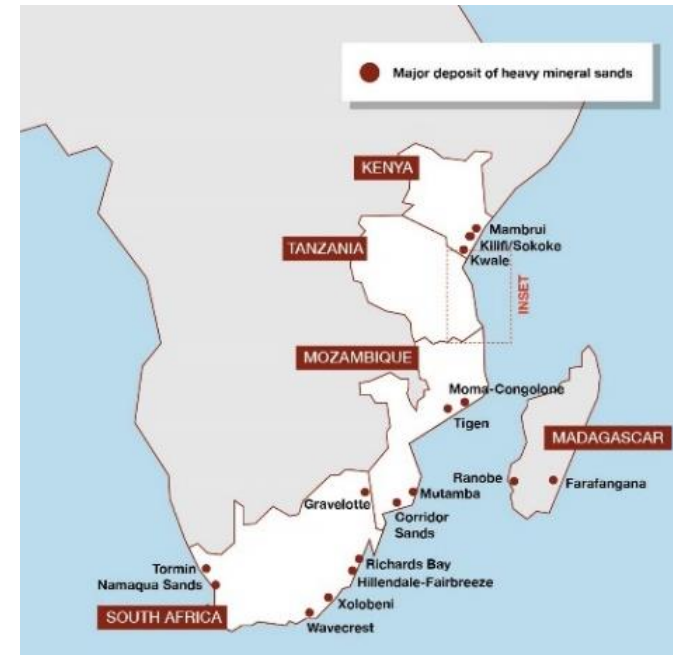 Major deposit of heavy mineral sands
KENYA
Mambrui
Kilifi/Sokoke
Kwale
TANZANIA
INSET
MOZAMBIQUE
Moma-Congolone
Tigen
MADAGASCAR
Ranobe
Farafangana
Gravelotte
Mutamba
Corridor
Sands
Richards Bay
Hillendale-Fairbreeze
Tormin
Namaqua Sands
Xolobeni
SOUTH AFRICA
Wavecrest